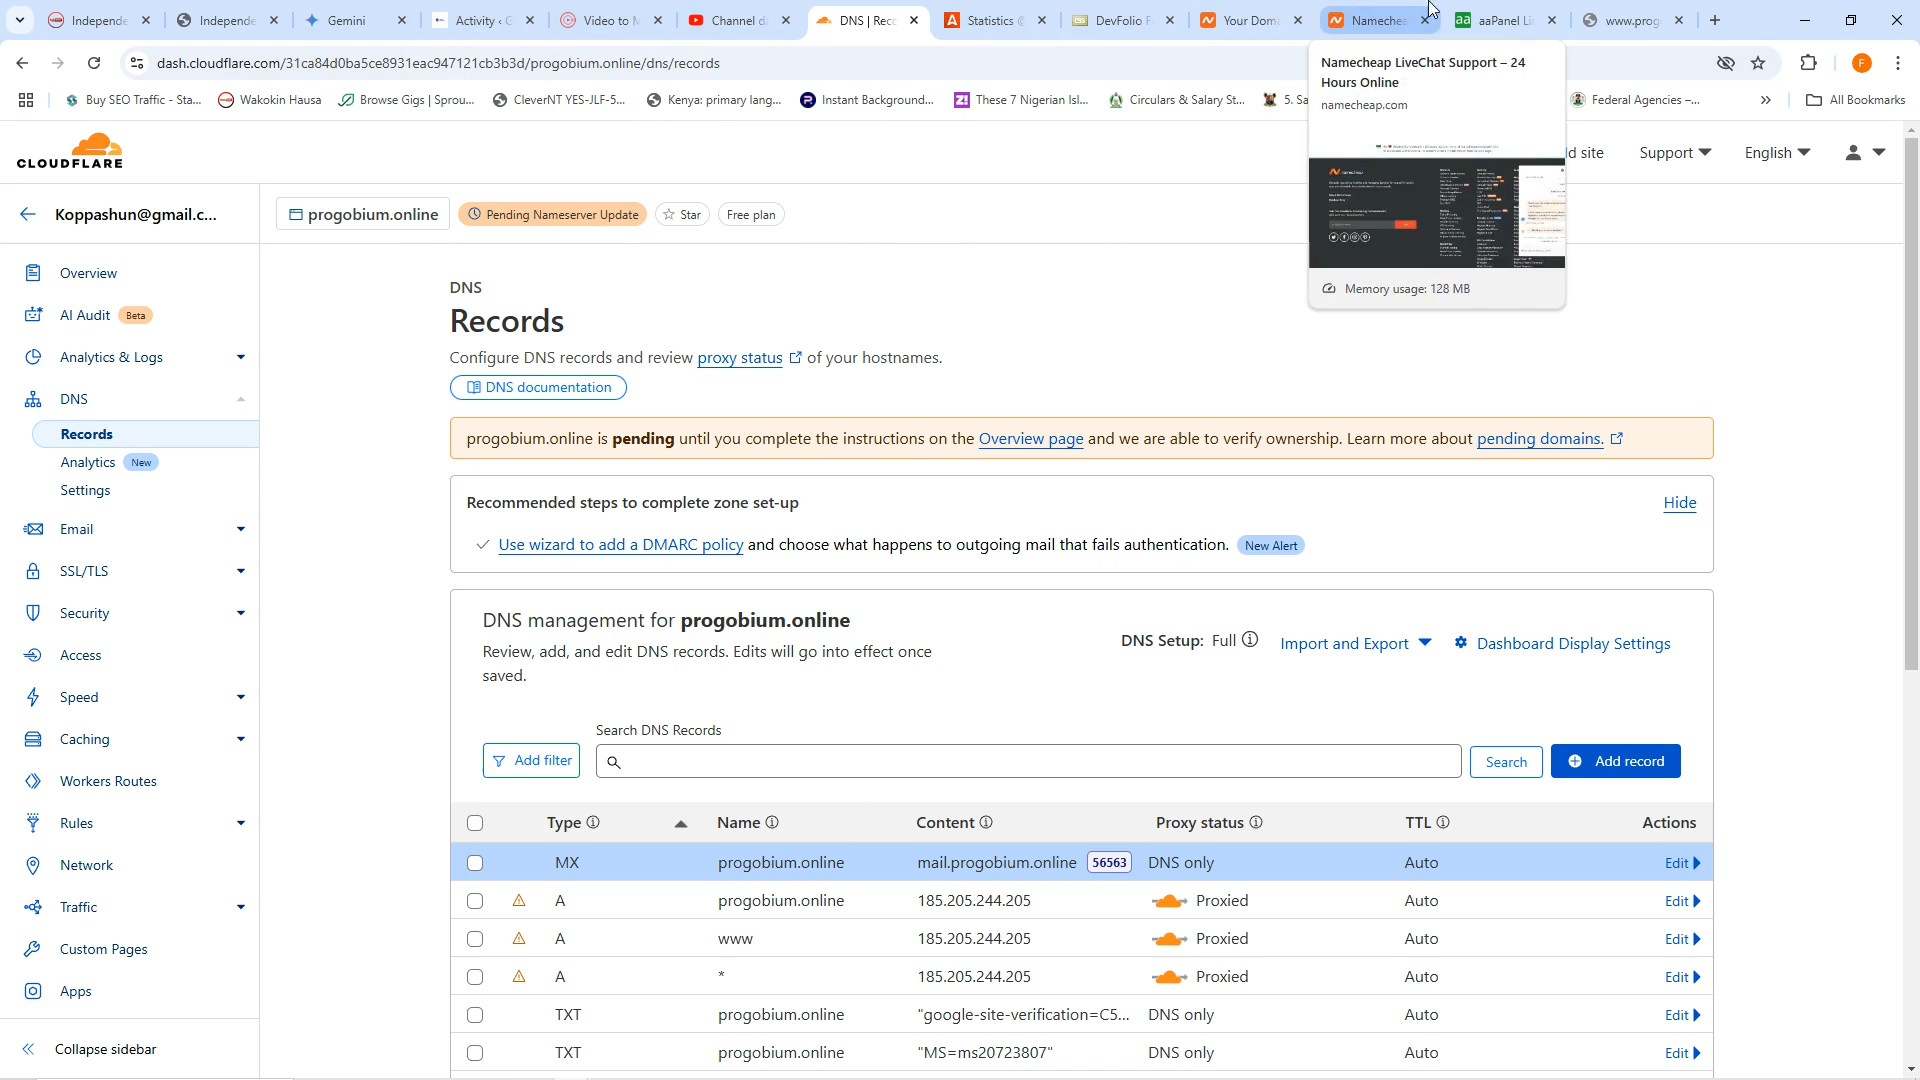 Independe
Independe
Gemini
Activity ‹ G
Video to M
Channel da
DNS | Reco
Statistics @
DevFolio F
Your Dom
Namechea
aaPanel Li
www.prog
dash.cloudflare.com/31ca84d0ba5ce8931eac947121cb3b3d/progobium.online/dns/records
F
Buy SEO Traffic - Sta...
Wakokin Hausa
Browse Gigs | Sprou...
CleverNT YES-JLF-5...
Kenya: primary lang...
Instant Background...
These 7 Nigerian Isl...
Circulars & Salary St...
5. Sa
Federal Agencies –...
All Bookmarks
Namecheap LiveChat Support – 24
Hours Online
namecheap.com
namecheap
Memory usage: 128 MB
CLOUDFLARE
d site
Support
English
Koppashun@gmail.c...
progobium.online
Pending Nameserver Update
Star
Free plan
Overview
AI Audit Beta
Analytics & Logs
DNS
Records
Analytics New
Settings
Email
SSL/TLS
Security
Access
Speed
Caching
Workers Routes
Rules
Network
Traffic
Custom Pages
Apps
Collapse sidebar
DNS
Records
Configure DNS records and review proxy status of your hostnames.
DNS documentation
progobium.online is pending until you complete the instructions on the Overview page and we are able to verify ownership. Learn more about pending domains.
Recommended steps to complete zone set-up
Hide
Use wizard to add a DMARC policy and choose what happens to outgoing mail that fails authentication. New Alert
DNS management for progobium.online
Review, add, and edit DNS records. Edits will go into effect once
saved.
DNS Setup: Full
Import and Export
Dashboard Display Settings
Search DNS Records
Add filter
Search
Add record
Type Name Content Proxy status TTL Actions
MX progobium.online mail.progobium.online 56563 DNS only Auto Edit
A progobium.online 185.205.244.205 Proxied Auto Edit
A www 185.205.244.205 Proxied Auto Edit
A * 185.205.244.205 Proxied Auto Edit
TXT progobium.online "google-site-verification=C5... DNS only Auto Edit
TXT progobium.online "MS=ms20723807" DNS only Auto Edit